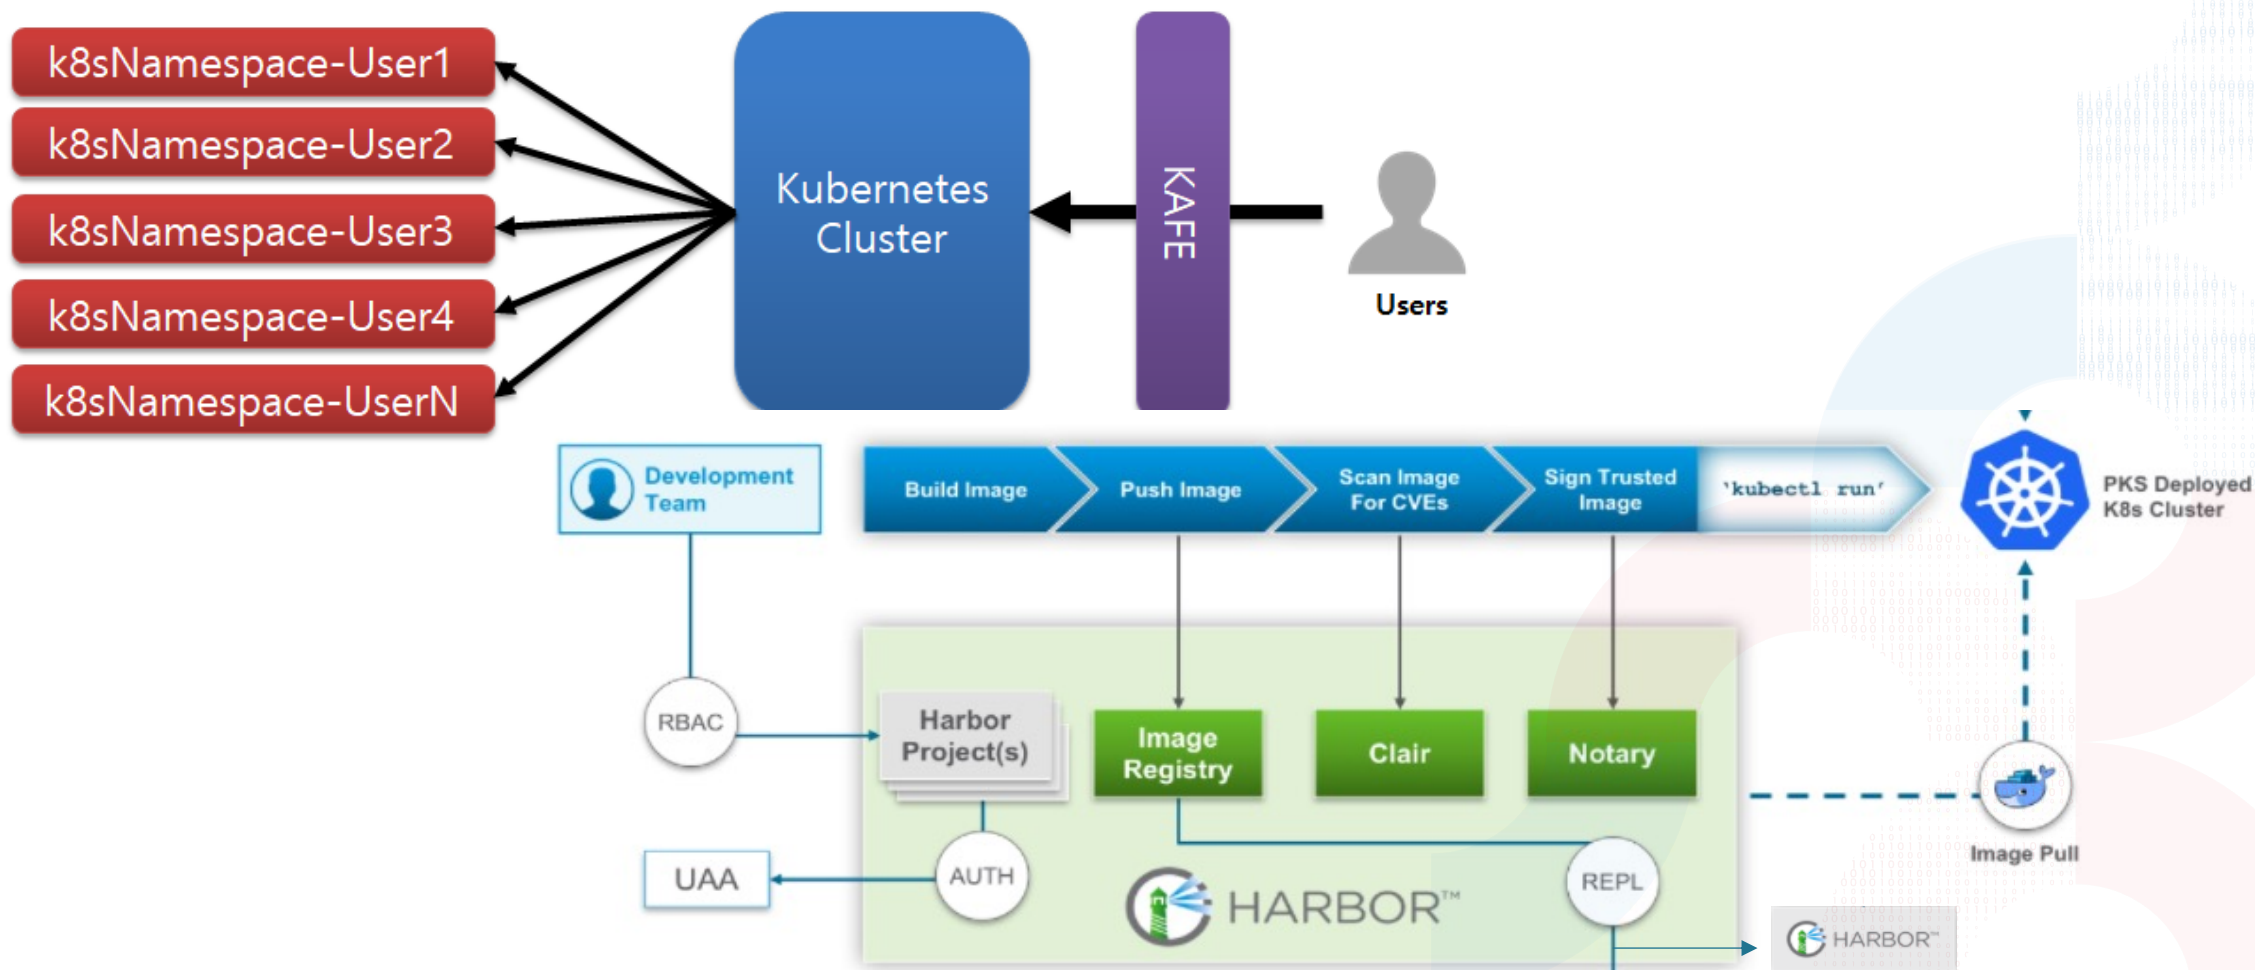 k8sNamespace-User1
k8sNamespace-User2
k8sNamespace-User3
k8sNamespace-User4
k8sNamespace-UserN
Kubernetes
Cluster
KAFE
Users
Development
Team
Build Image
Push Image
Scan Image
For CVEs
Sign Trusted
Image
'kubectl run'
PKS Deployed
K8s Cluster
RBAC
Harbor
Project(s)
Image
Registry
Clair
Notary
UAA
AUTH
HARBOR™
REPL
Image Pull
HARBOR™